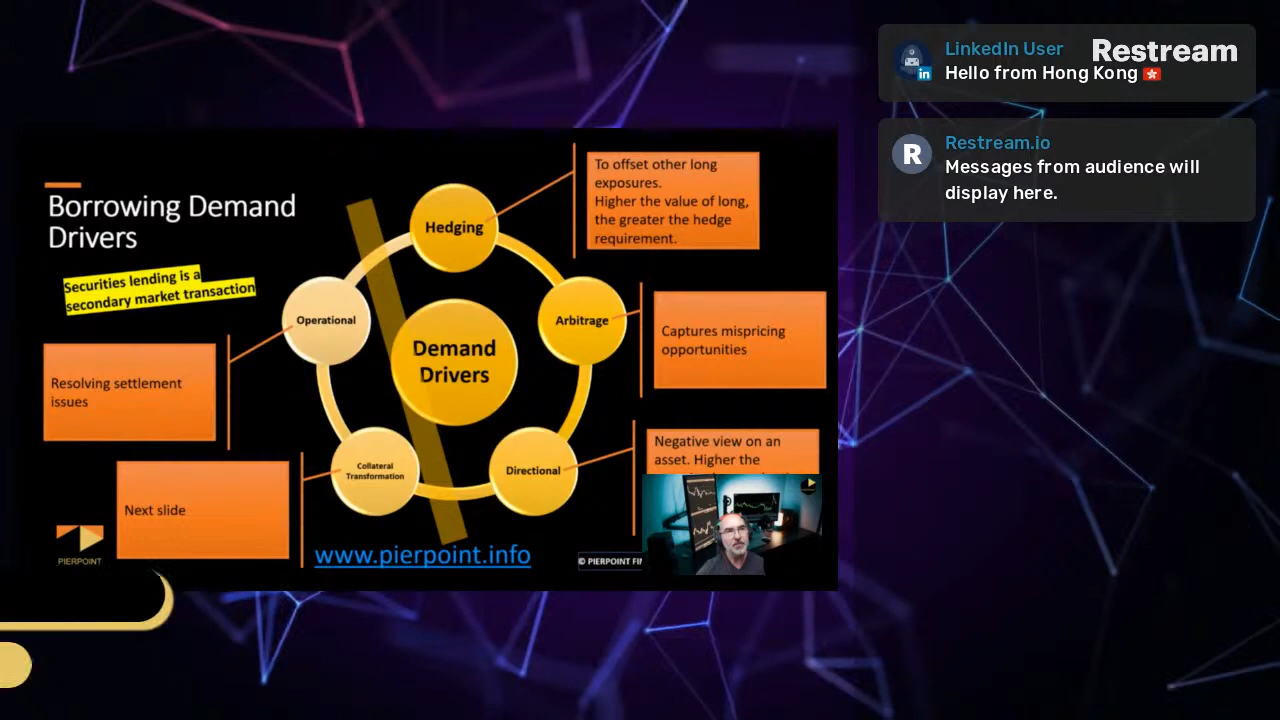 LinkedIn User
Restream
Hello from Hong Kong
R
Restream.io
Messages from audience will
display here.
Borrowing Demand
Drivers
Securities lending is a
secondary market transaction
Hedging
To offset other long
exposures.
Higher the value of long,
the greater the hedge
requirement.
Operational
Arbitrage
Captures mispricing
opportunities
Demand
Drivers
Resolving settlement
issues
Collateral
Transformation
Directional
Negative view on an
asset. Higher the
Next slide
PIERPOINT
www.pierpoint.info
© PIERPOINT